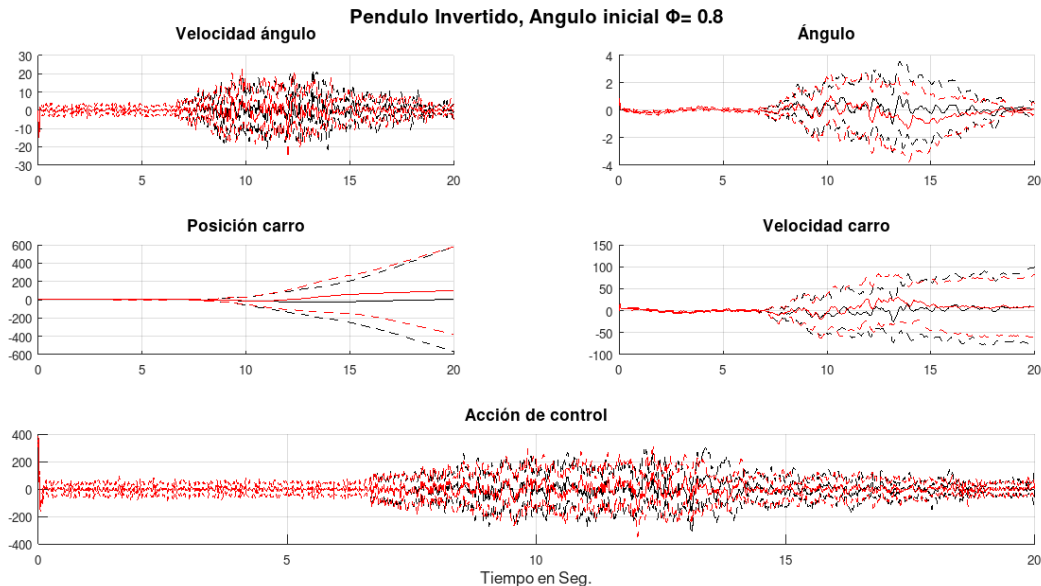 Pendulo Invertido, Angulo inicial Φ= 0.8
Velocidad ángulo
30
20
10
0
-10
-20
-30
0 5 10 15 20
Ángulo
4
2
0
-2
-4
0 5 10 15 20
Posición carro
600
400
200
0
-200
-400
-600
0 5 10 15 20
Velocidad carro
150
100
50
0
-50
-100
0 5 10 15 20
Acción de control
400
200
0
-200
-400
0 5 10 15 20
Tiempo en Seg.